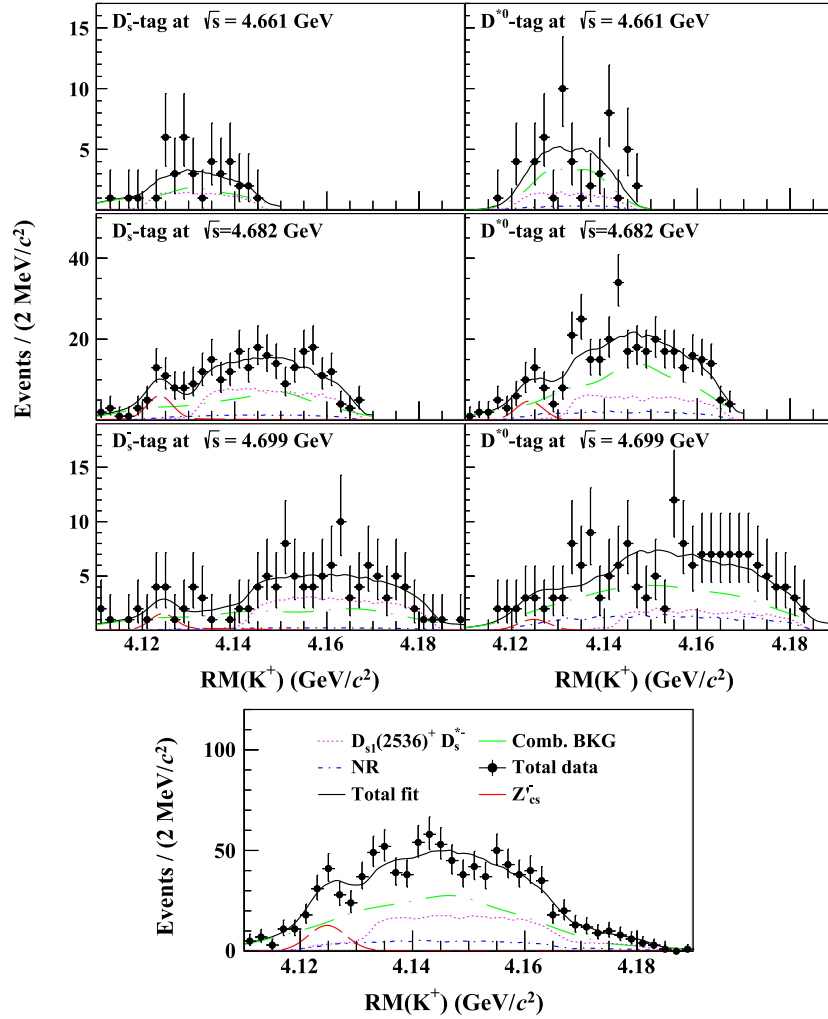 D_s^- -tag at √s = 4.661 GeV
D^{*0}-tag at √s = 4.661 GeV
15
10
5
D_s^- -tag at √s=4.682 GeV
D^{*0}-tag at √s=4.682 GeV
40
20
0
D_s^- -tag at √s = 4.699 GeV
D^{*0}-tag at √s = 4.699 GeV
15
10
5
0
Events / (2 MeV/c^2)
4.12 4.14 4.16 4.18 4.12 4.14 4.16 4.18
RM(K^+) (GeV/c^2) RM(K^+) (GeV/c^2)
D_{s1}(2536)^+ D_s^{*-} Comb. BKG
NR Total data
Total fit Z'^-_{cs}
100
50
0
Events / (2 MeV/c^2)
4.12 4.14 4.16 4.18
RM(K^+) (GeV/c^2)